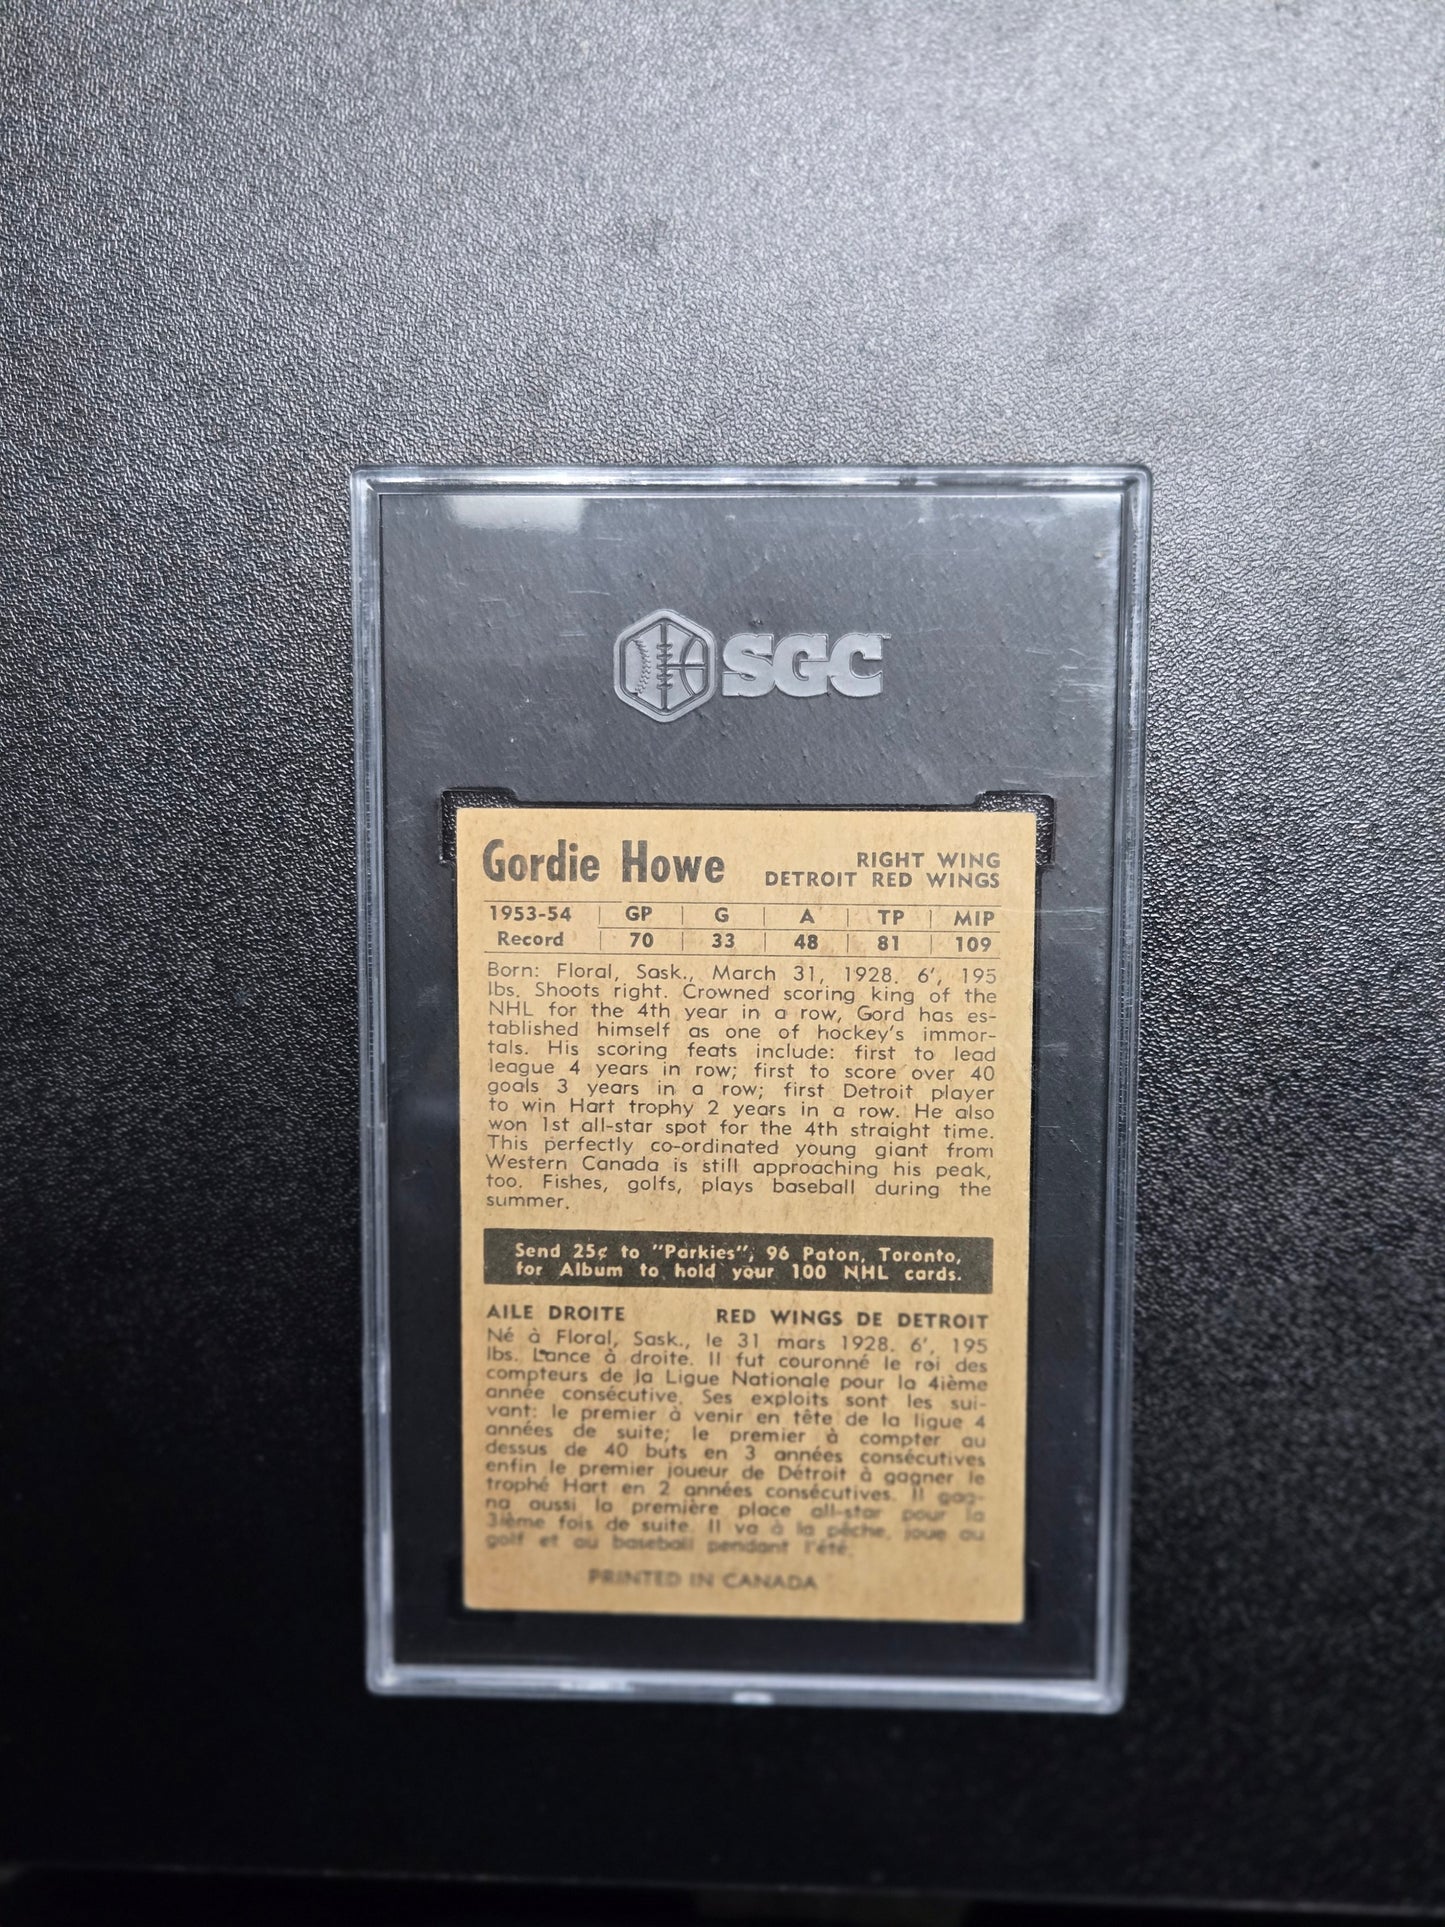 SGC
Gordie Howe
RIGHT WING
DETROIT RED WINGS
1953-54 GP G A TP MIP
Record 70 33 48 81 109
Born: Floral, Sask., March 31, 1928. 6', 195
lbs. Shoots right. Crowned scoring king of the
NHL for the 4th year in a row, Gord has es-
tablished himself as one of hockey's immor-
tals. His scoring feats include: first to lead
league 4 years in row; first to score over 40
goals 3 years in a row; first Detroit player
to win Hart trophy 2 years in a row. He also
won 1st all-star spot for the 4th straight time.
This perfectly co-ordinated young giant from
Western Canada is still approaching his peak,
too. Fishes, golfs, plays baseball during the
summer.
Send 25¢ to "Parkies", 96 Paton, Toronto,
for Album to hold your 100 NHL cards.
AILE DROITE RED WINGS DE DETROIT
Né à Floral, Sask., le 31 mars 1928. 6', 195
lbs. Lance à droite. Il fut couronné le roi des
compteurs de la Ligue Nationale pour la 4ième
année consécutive. Ses exploits sont les sui-
vant: le premier à venir en tête de la ligue 4
années de suite; le premier à compter au
dessus de 40 buts en 3 années consécutives
enfin le premier joueur de Détroit à gagner le
trophé Hart en 2 années consécutives. Il gag-
na aussi la première place all-star pour la
3ième fois de suite. Il va à la pêche, joue au
golf et au baseball pendant l'été.
PRINTED IN CANADA